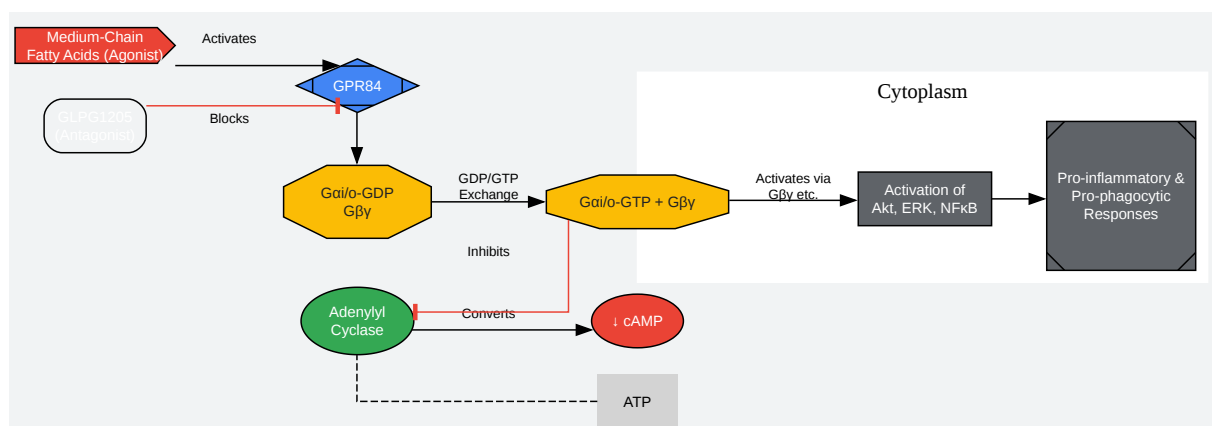 Medium-Chain
Fatty Acids (Agonist)
Activates
GPR84
GLPG1205
(Antagonist)
Blocks
Cytoplasm
Gαi/o-GDP
Gβγ
GDP/GTP
Exchange
Gαi/o-GTP + Gβγ
Activates via
Gβγ etc.
Activation of
Akt, ERK, NFκB
Pro-inflammatory &
Pro-phagocytic
Responses
Inhibits
Adenylyl
Cyclase
Converts
↓ cAMP
ATP